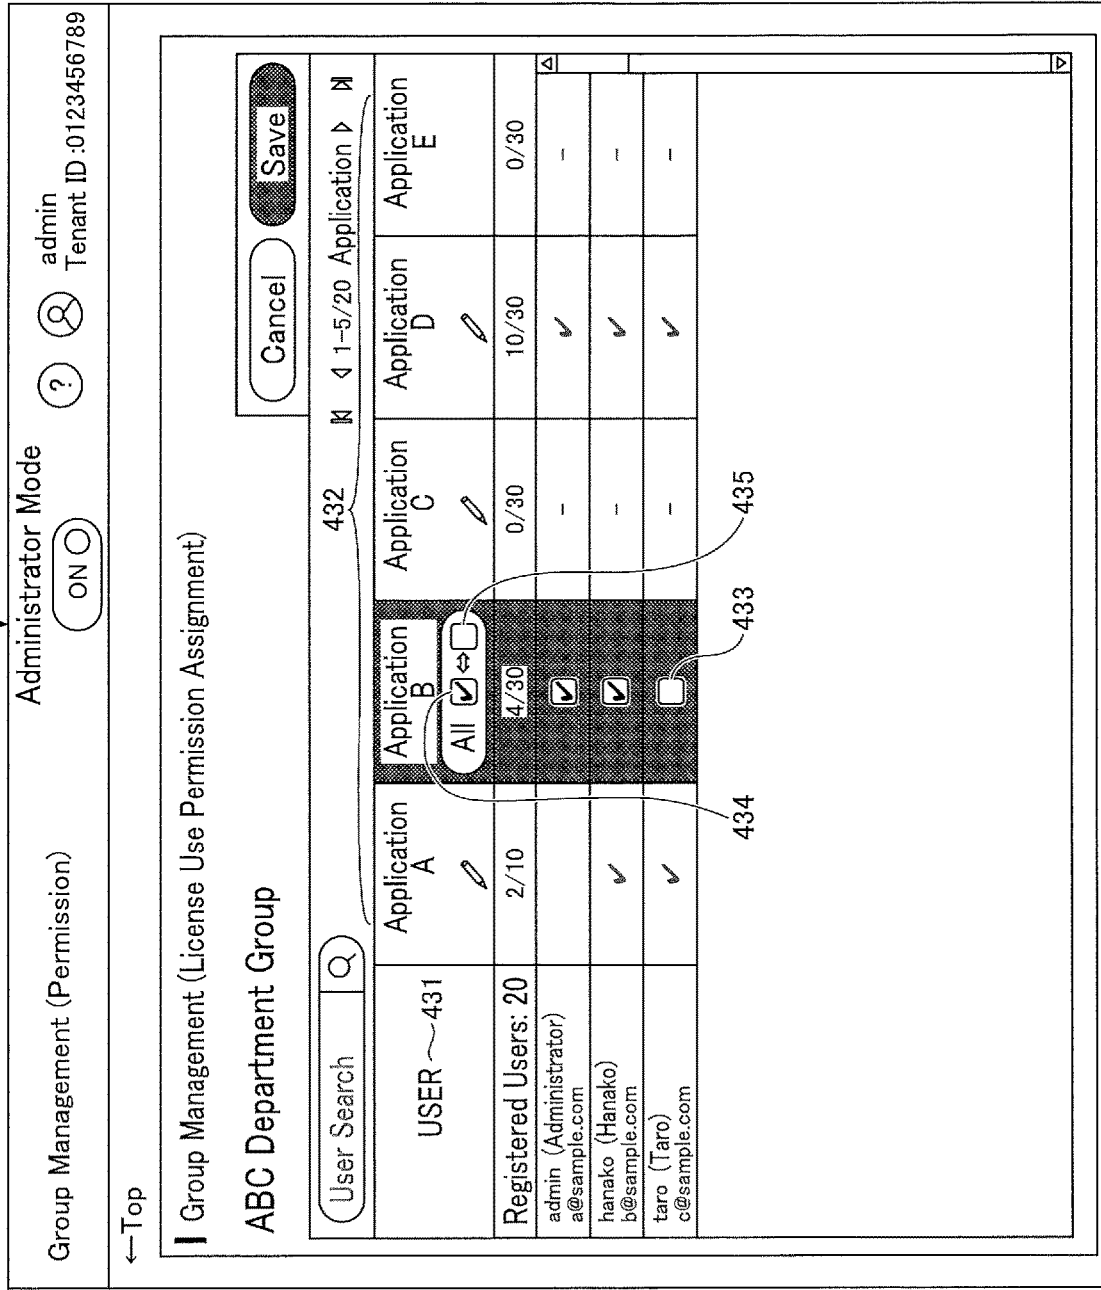 Group Management (Permission)
Administrator Mode
ON
?
admin
Tenant ID :0123456789
←Top
Group Management (License Use Permission Assignment)
ABC Department Group
Cancel
Save
User Search
432
1-5/20 Application
USER 431
Application A
Application B
All
Application C
Application D
Application E
Registered Users: 20
2/10
4/30
0/30
10/30
0/30
admin (Administrator)
a@sample.com
– –
hanako (Hanako)
b@sample.com
– –
taro (Taro)
c@sample.com
– –
434
433
435